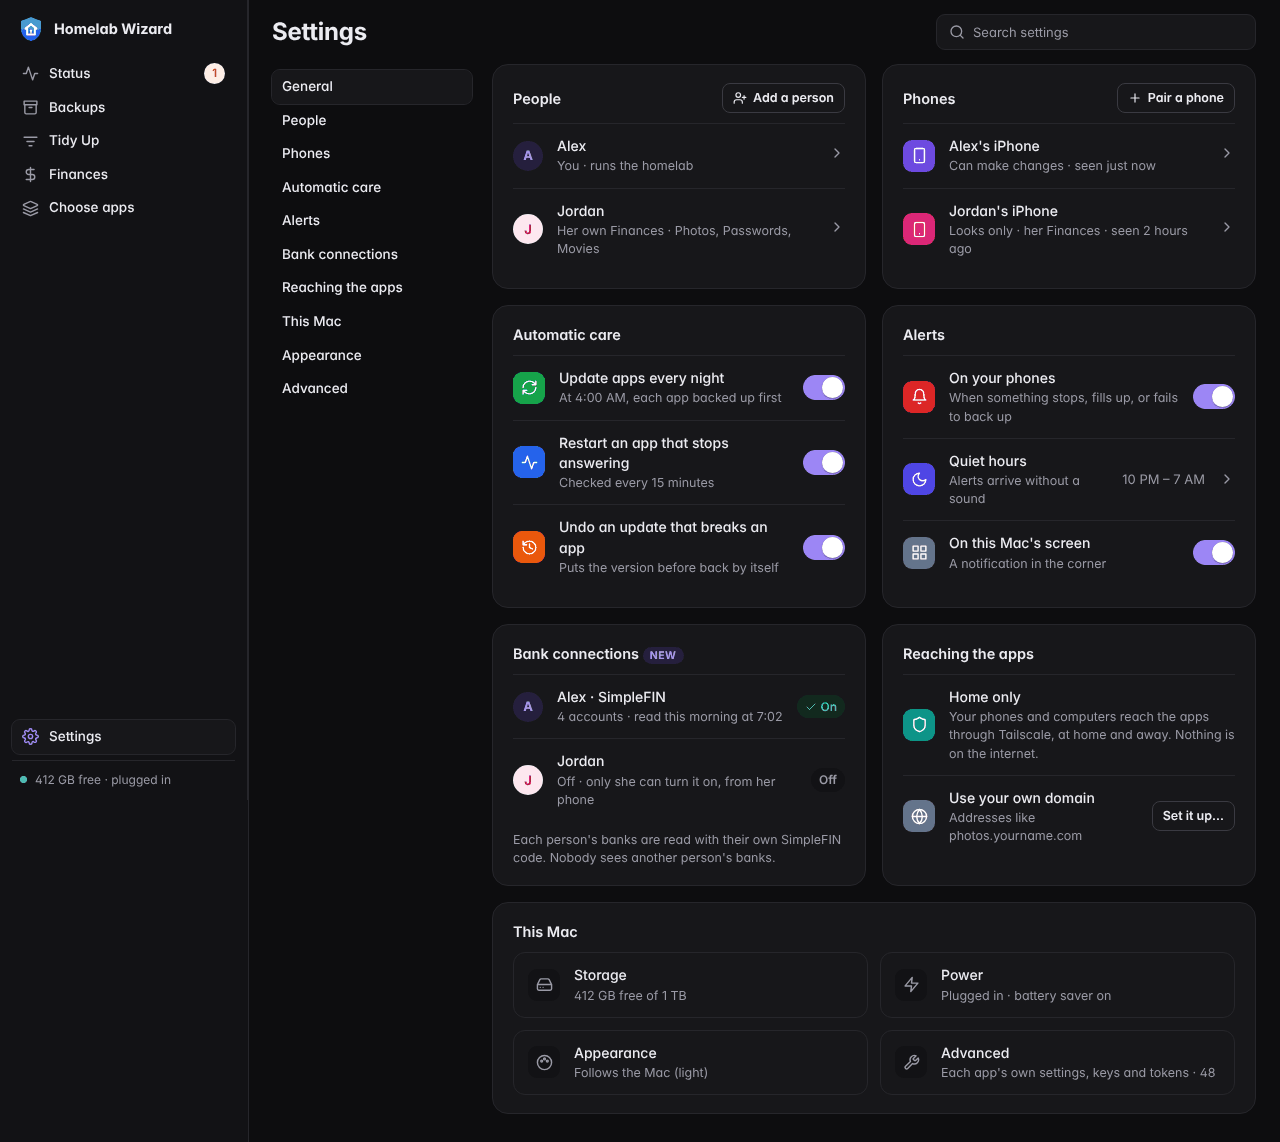 Homelab Wizard
Status
1
Backups
Tidy Up
Finances
Choose apps
Settings
412 GB free · plugged in
Settings
Search settings
General
People
Phones
Automatic care
Alerts
Bank connections
Reaching the apps
This Mac
Appearance
Advanced
People
Add a person
A
Alex
You · runs the homelab
J
Jordan
Her own Finances · Photos, Passwords,
Movies
Phones
Pair a phone
Alex's iPhone
Can make changes · seen just now
Jordan's iPhone
Looks only · her Finances · seen 2 hours
ago
Automatic care
Update apps every night
At 4:00 AM, each app backed up first
Restart an app that stops
answering
Checked every 15 minutes
Undo an update that breaks an
app
Puts the version before back by itself
Alerts
On your phones
When something stops, fills up, or fails
to back up
Quiet hours
Alerts arrive without a
sound
10 PM – 7 AM
On this Mac's screen
A notification in the corner
Bank connections NEW
A
Alex · SimpleFIN
4 accounts · read this morning at 7:02
On
J
Jordan
Off · only she can turn it on, from her
phone
Off
Each person's banks are read with their own SimpleFIN
code. Nobody sees another person's banks.
Reaching the apps
Home only
Your phones and computers reach the apps
through Tailscale, at home and away. Nothing is
on the internet.
Use your own domain
Addresses like
photos.yourname.com
Set it up...
This Mac
Storage
412 GB free of 1 TB
Power
Plugged in · battery saver on
Appearance
Follows the Mac (light)
Advanced
Each app's own settings, keys and tokens · 48